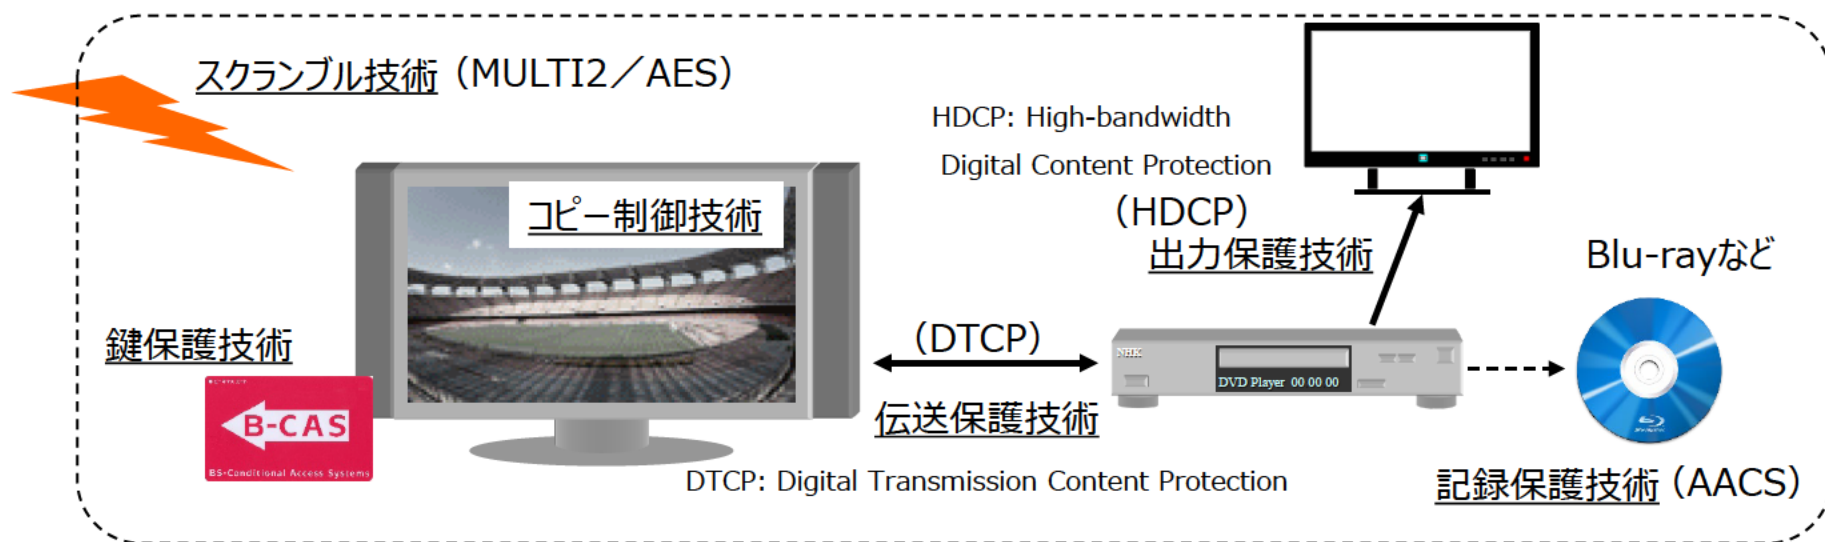 スクランブル技術（MULTI2／AES）
HDCP: High-bandwidth
Digital Content Protection
（HDCP）
出力保護技術
コピー制御技術
Blu-rayなど
鍵保護技術
B-CAS
BS-Conditional Access Systems
（DTCP）
伝送保護技術
DTCP: Digital Transmission Content Protection
NHK
DVD Player 00 00 00
記録保護技術（AACS）